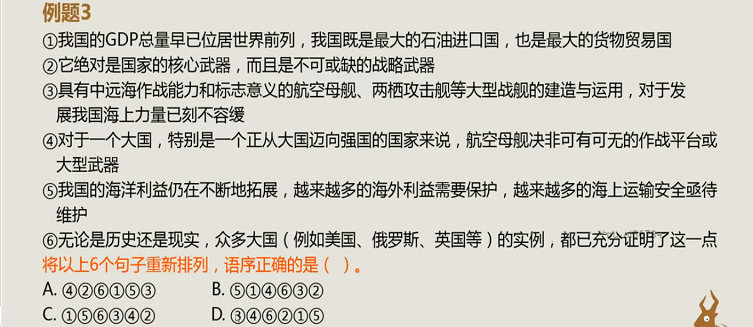 例题3
①我国的GDP总量早已位居世界前列，我国既是最大的石油进口国，也是最大的货物贸易国
②它绝对是国家的核心武器，而且是不可或缺的战略武器
③具有中远海作战能力和标志意义的航空母舰、两栖攻击舰等大型战舰的建造与运用，对于发
展我国海上力量已刻不容缓
④对于一个大国，特别是一个正从大国迈向强国的国家来说，航空母舰决非可有可无的作战平台或
大型武器
⑤我国的海洋利益仍在不断地拓展，越来越多的海外利益需要保护，越来越多的海上运输安全亟待
维护
⑥无论是历史还是现实，众多大国（例如美国、俄罗斯、英国等）的实例，都已充分证明了这一点
将以上6个句子重新排列，语序正确的是（ ）。
A. ④②⑥①⑤③ B. ⑤①④⑥③②
C. ①⑤⑥③④② D. ③④⑥②①⑤